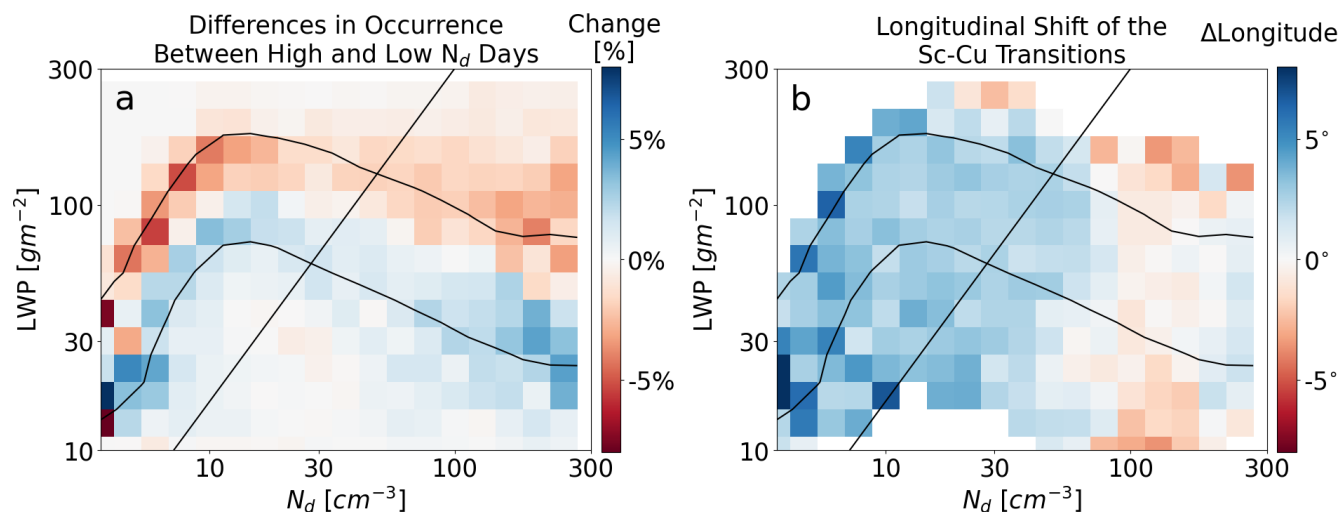 Differences in Occurrence
Between High and Low N_d Days
Change
[%]
a
300
100
30
10
LWP [gm^{-2}]
10
30
100
300
N_d [cm^{-3}]
5%
0%
-5%
Longitudinal Shift of the
Sc-Cu Transitions
ΔLongitude
b
300
100
30
10
LWP [gm^{-2}]
10
30
100
300
N_d [cm^{-3}]
5°
0°
-5°